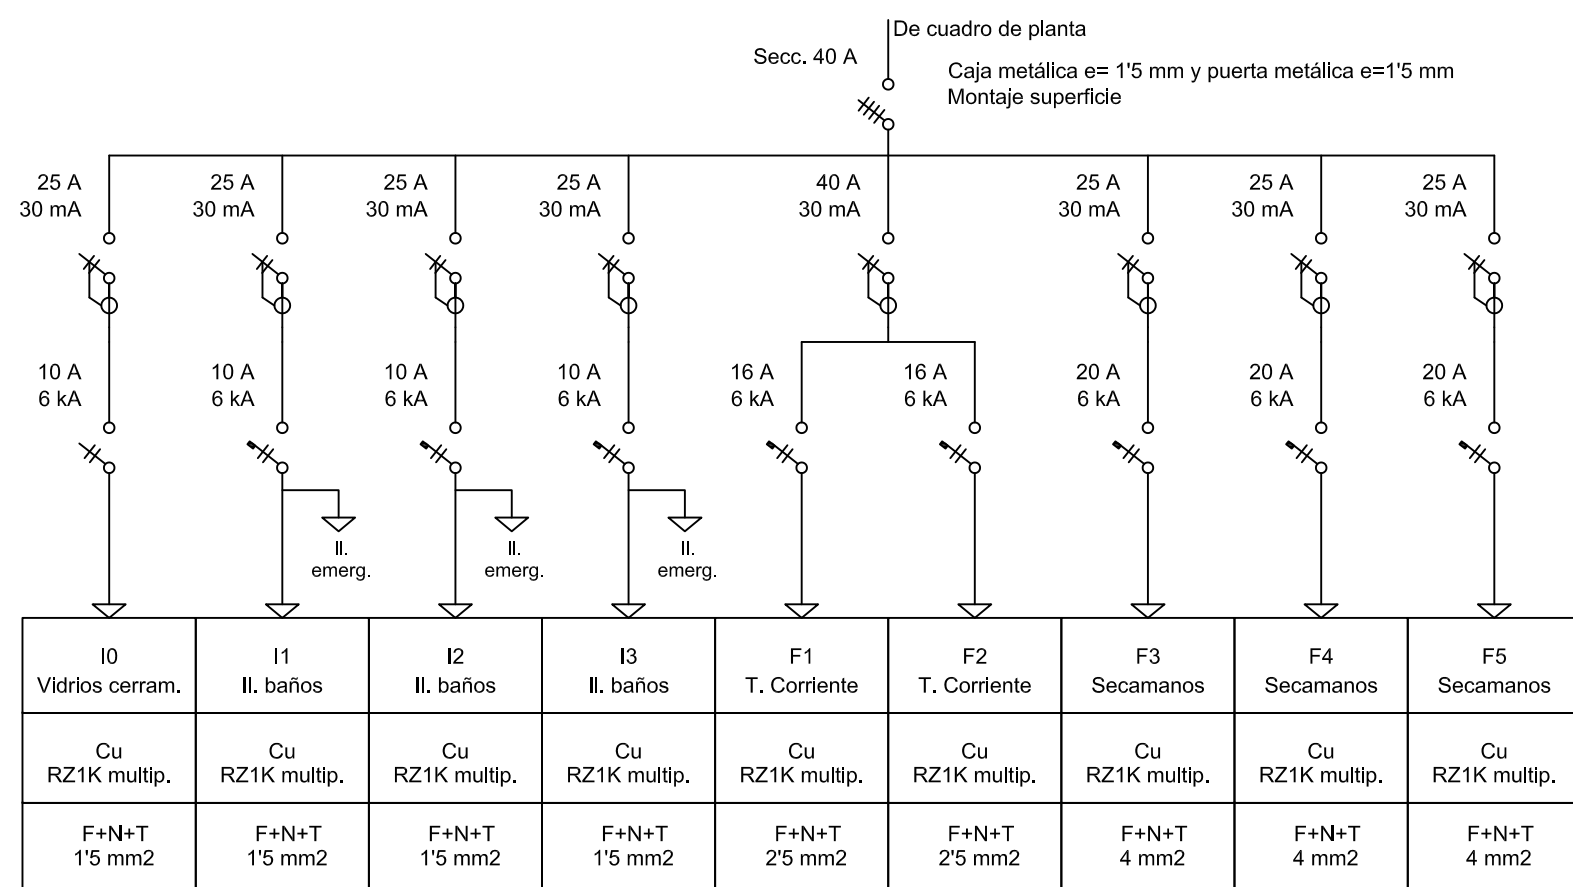 De cuadro de planta
Secc. 40 A
Caja metálica e= 1'5 mm y puerta metálica e=1'5 mm
Montaje superficie
25 A
30 mA
25 A
30 mA
25 A
30 mA
25 A
30 mA
40 A
30 mA
25 A
30 mA
25 A
30 mA
25 A
30 mA
10 A
6 kA
10 A
6 kA
10 A
6 kA
10 A
6 kA
16 A
6 kA
16 A
6 kA
20 A
6 kA
20 A
6 kA
20 A
6 kA
Il.
emerg.
Il.
emerg.
Il.
emerg.
I0
Vidrios cerram.
I1
Il. baños
I2
Il. baños
I3
Il. baños
F1
T. Corriente
F2
T. Corriente
F3
Secamanos
F4
Secamanos
F5
Secamanos
Cu
RZ1K multip.
Cu
RZ1K multip.
Cu
RZ1K multip.
Cu
RZ1K multip.
Cu
RZ1K multip.
Cu
RZ1K multip.
Cu
RZ1K multip.
Cu
RZ1K multip.
Cu
RZ1K multip.
F+N+T
1'5 mm2
F+N+T
1'5 mm2
F+N+T
1'5 mm2
F+N+T
1'5 mm2
F+N+T
2'5 mm2
F+N+T
2'5 mm2
F+N+T
4 mm2
F+N+T
4 mm2
F+N+T
4 mm2